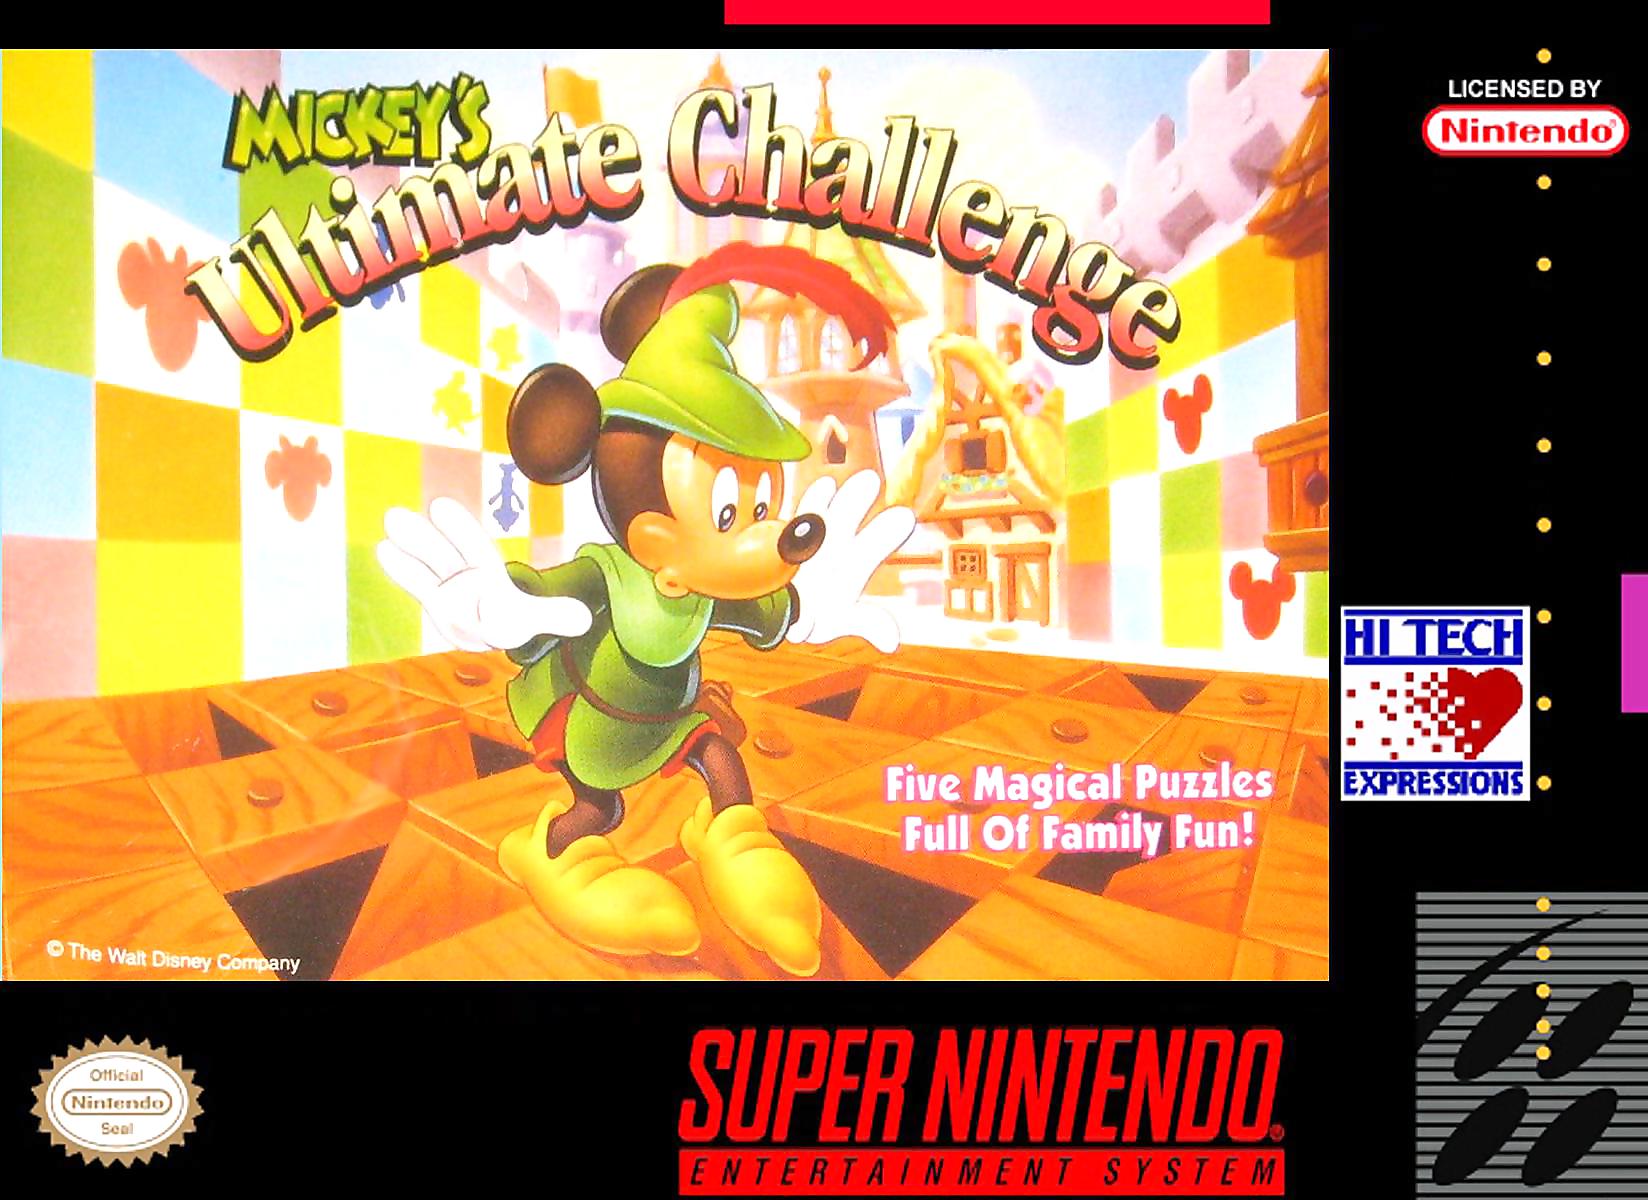 MICKEY'S
Ultimate Challenge
LICENSED BY
Nintendo
HI TECH
EXPRESSIONS
Five Magical Puzzles
Full Of Family Fun!
© The Walt Disney Company
Official
Nintendo
Seal
SUPER NINTENDO®
ENTERTAINMENT SYSTEM